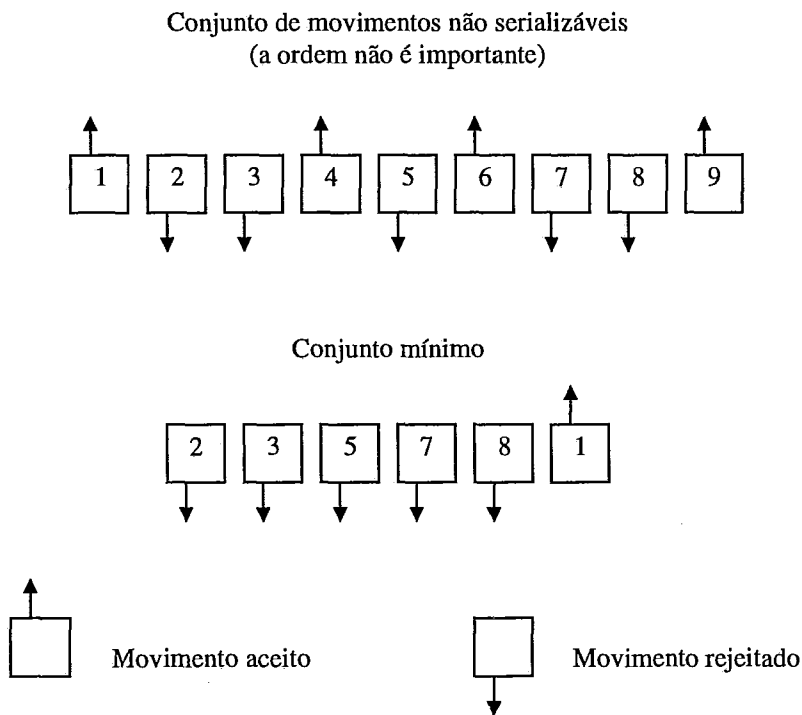 Conjunto de movimentos não serializáveis
(a ordem não é importante)
1 2 3 4 5 6 7 8 9
Conjunto mínimo
2 3 5 7 8 1
Movimento aceito
Movimento rejeitado